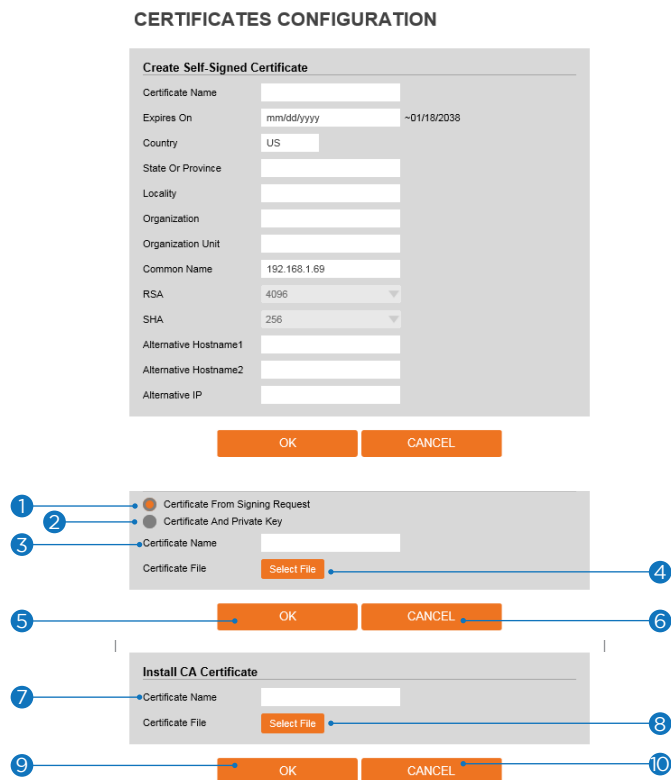 CERTIFICATES CONFIGURATION
Create Self-Signed Certificate
Certificate Name
Expires On mm/dd/yyyy ~01/18/2038
Country US
State Or Province
Locality
Organization
Organization Unit
Common Name 192.168.1.69
RSA 4096
SHA 256
Alternative Hostname1
Alternative Hostname2
Alternative IP
OK CANCEL
1 Certificate From Signing Request
2 Certificate And Private Key
3 Certificate Name
Certificate File Select File 4
5 OK CANCEL 6
Install CA Certificate
7 Certificate Name
Certificate File Select File 8
9 OK CANCEL 10